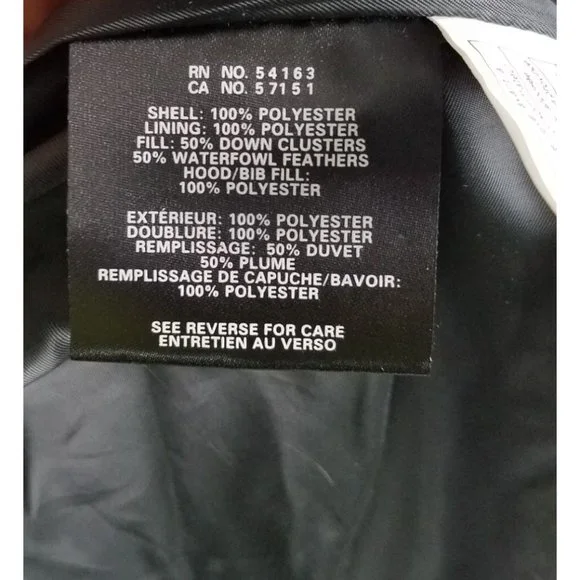 RN NO. 54163
CA NO. 57151
SHELL: 100% POLYESTER
LINING: 100% POLYESTER
FILL: 50% DOWN CLUSTERS
50% WATERFOWL FEATHERS
HOOD/BIB FILL:
100% POLYESTER
EXTÉRIEUR: 100% POLYESTER
DOUBLURE: 100% POLYESTER
REMPLISSAGE: 50% DUVET
50% PLUME
REMPLISSAGE DE CAPUCHE/BAVOIR:
100% POLYESTER
SEE REVERSE FOR CARE
ENTRETIEN AU VERSO